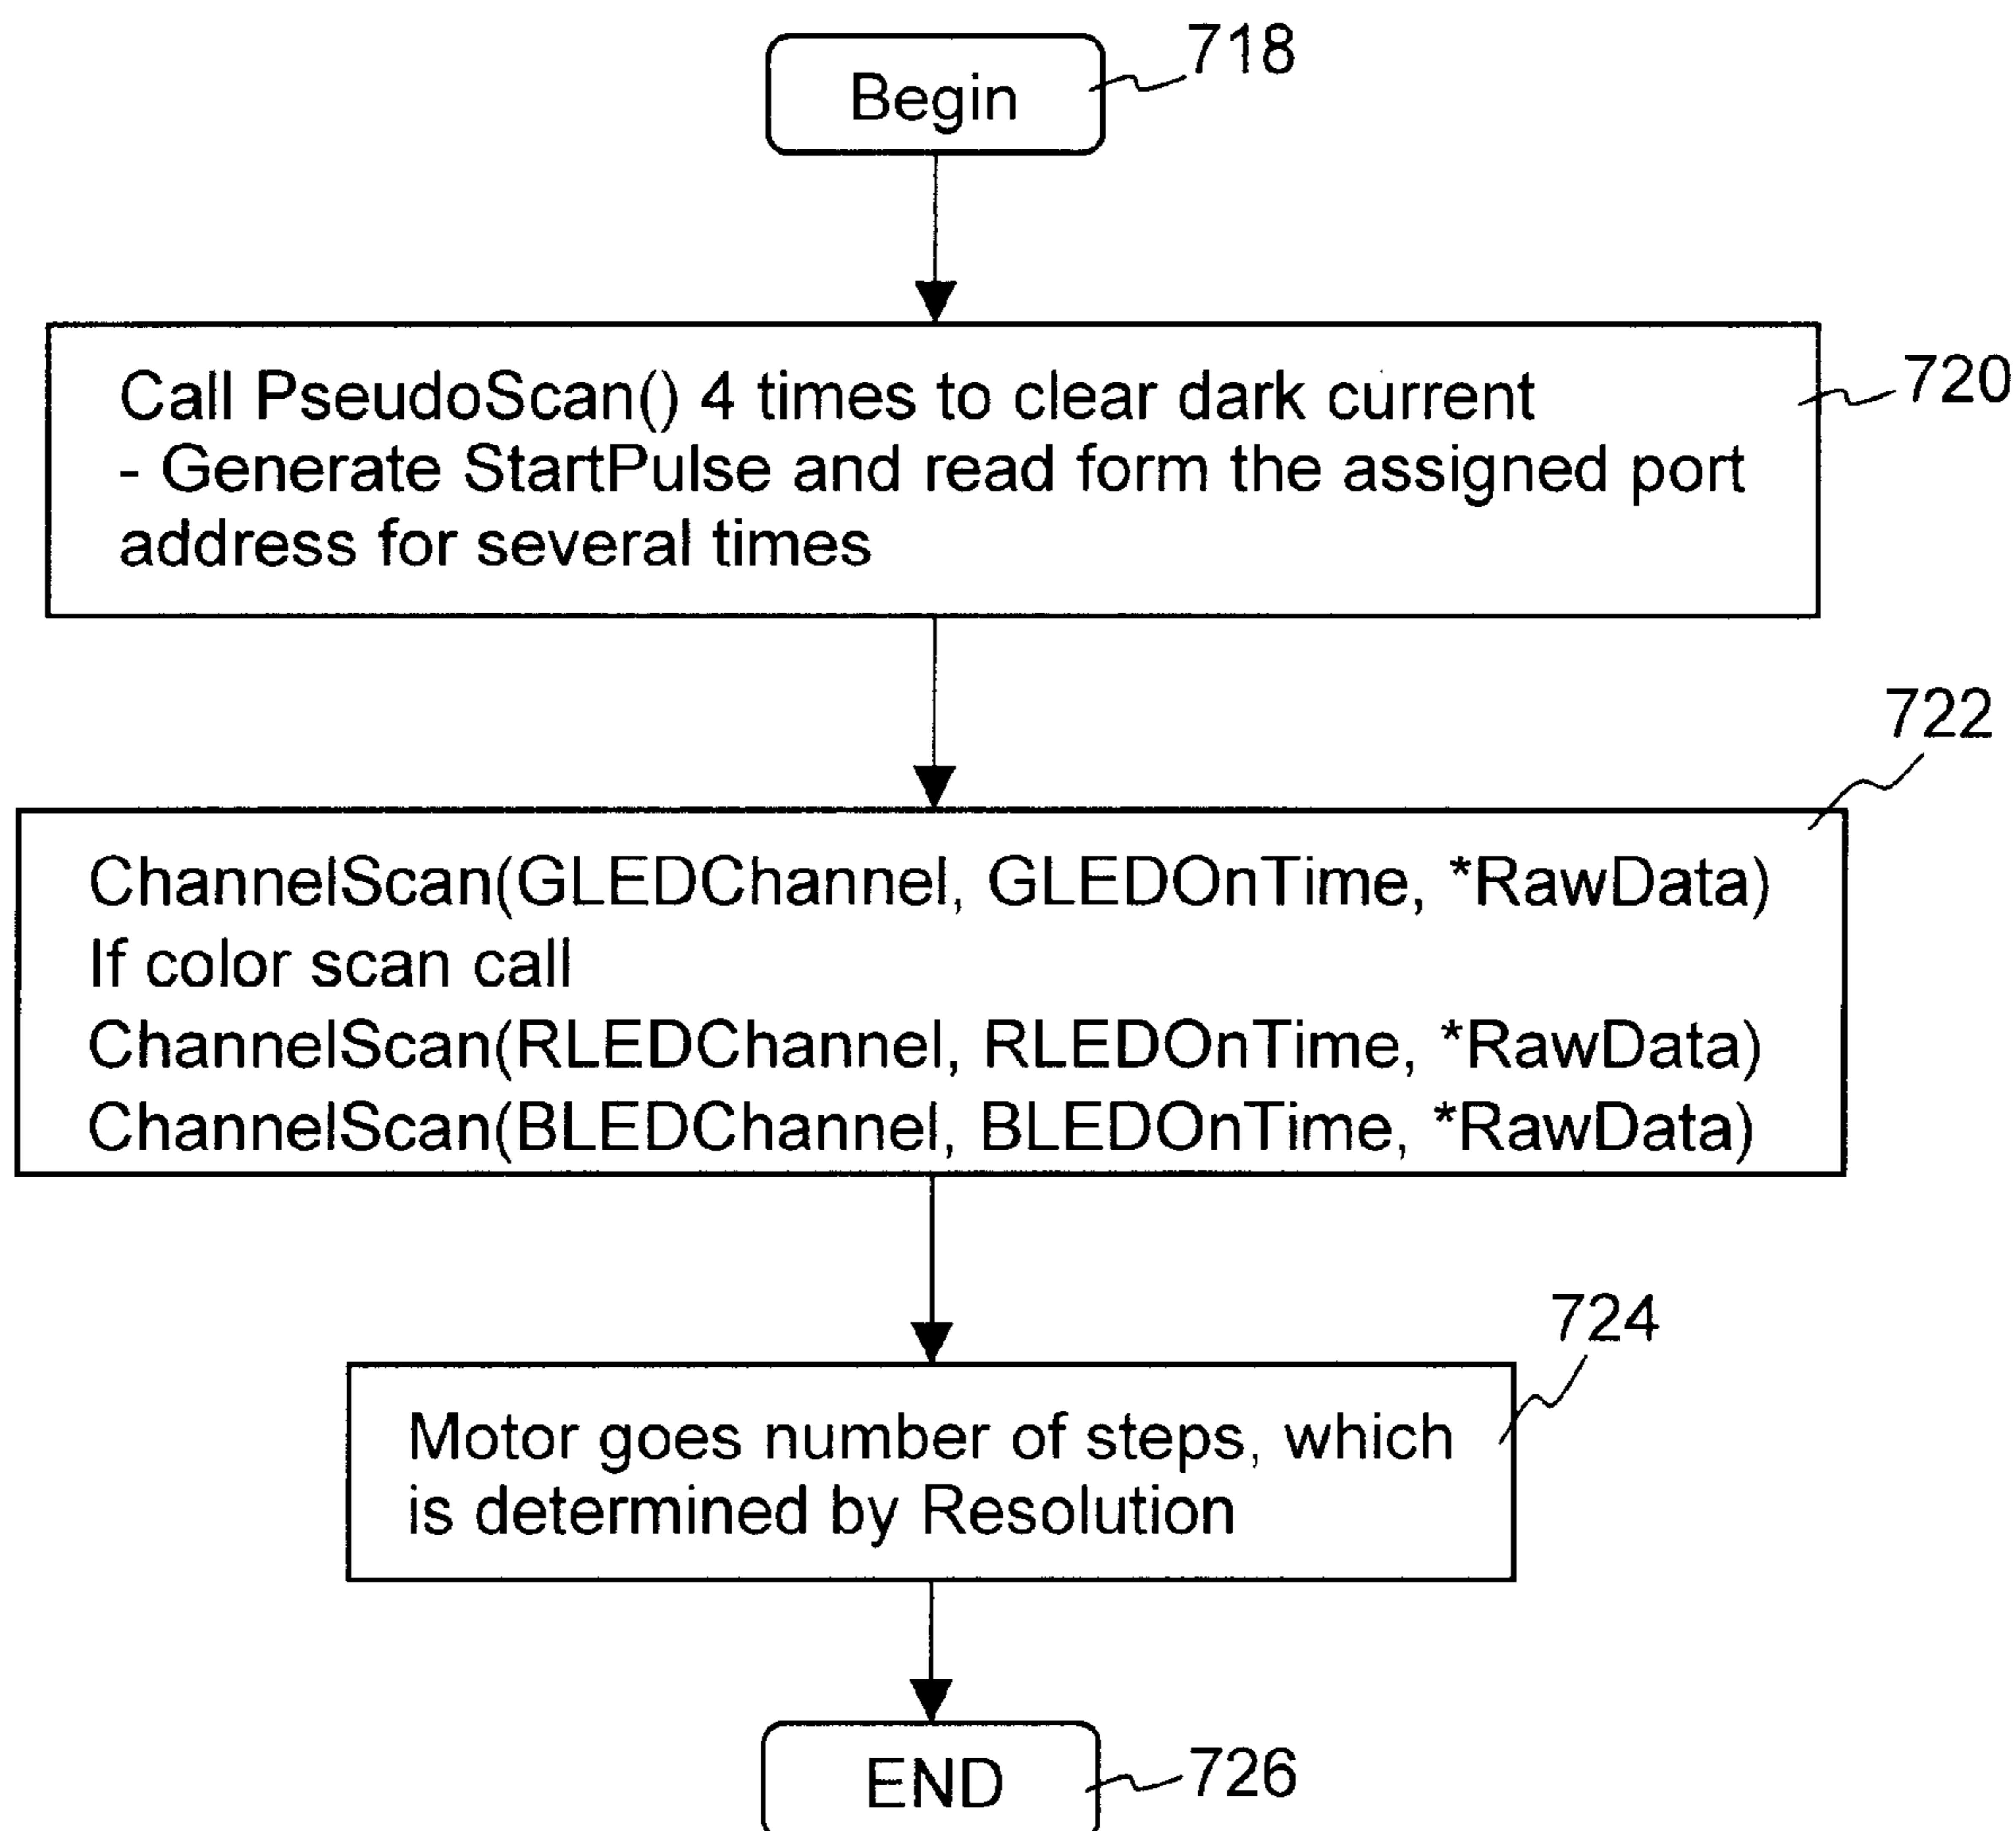 718
Begin
720
Call PseudoScan() 4 times to clear dark current
- Generate StartPulse and read form the assigned port
address for several times
722
ChannelScan(GLEDChannel, GLEDOnTime, *RawData)
If color scan call
ChannelScan(RLEDChannel, RLEDOnTime, *RawData)
ChannelScan(BLEDChannel, BLEDOnTime, *RawData)
724
Motor goes number of steps, which
is determined by Resolution
END
726